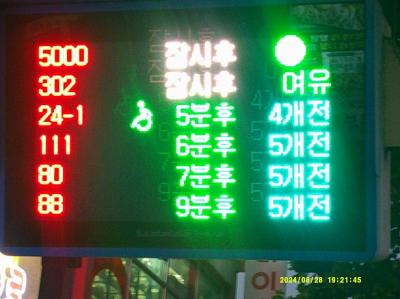 5000 잠시후
302 잠시후 여유
24-1 5분후 4개전
111 6분후 5개전
80 7분후 5개전
88 9분후 5개전
이
2024/08/28 19:21:45